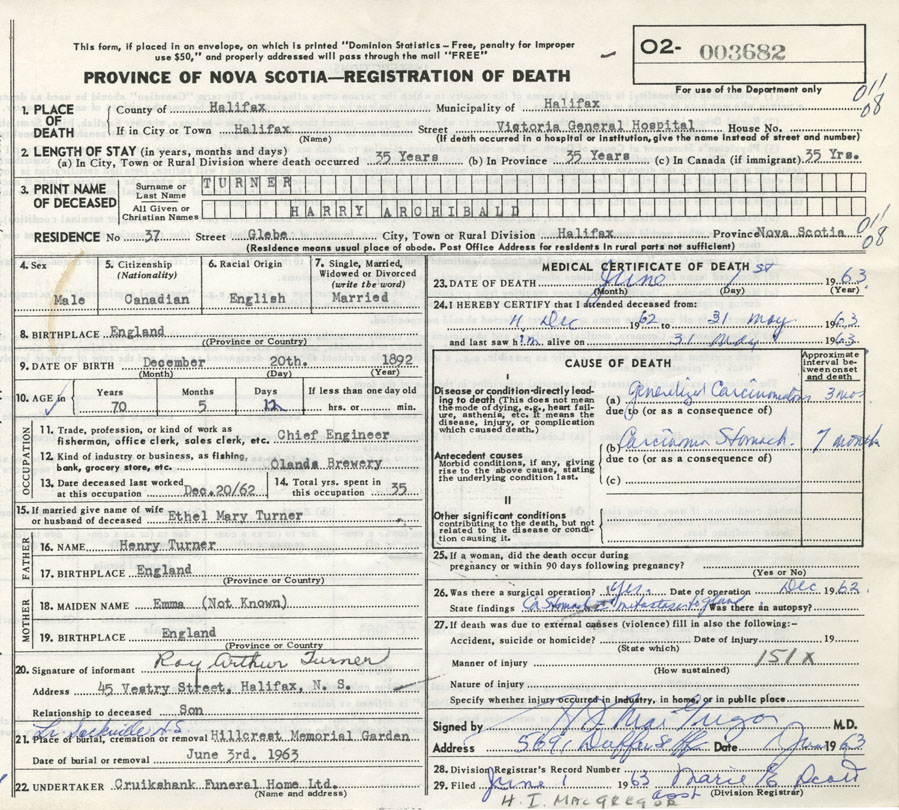 This form, if placed in an envelope, on which is printed "Dominion Statistics – Free, penalty for improper
use $50," and properly addressed will pass through the mail "FREE"
O2- 003682
PROVINCE OF NOVA SCOTIA—REGISTRATION OF DEATH
For use of the Department only
011
08
1. PLACE OF DEATH
County of Halifax Municipality of Halifax
If in City or Town Halifax Street Victoria General Hospital House No.
(Name) (If death occurred in a hospital or institution, give the name instead of street and number)
2. LENGTH OF STAY (in years, months and days)
(a) In City, Town or Rural Division where death occurred 35 Years (b) In Province 35 Years (c) In Canada (if immigrant) 35 Yrs.
3. PRINT NAME OF DECEASED
Surname or Last Name TURNER
All Given or Christian Names HARRY ARCHIBALD
RESIDENCE No 37 Street Glebe City, Town or Rural Division Halifax Province Nova Scotia
(Residence means usual place of abode. Post Office Address for residents in rural parts not sufficient)
011
08
4. Sex
Male
5. Citizenship (Nationality)
Canadian
6. Racial Origin
English
7. Single, Married, Widowed or Divorced (write the word)
Married
8. BIRTHPLACE England
(Province or Country)
9. DATE OF BIRTH December 20th. 1892
(Month) (Day) (Year)
10. AGE in
Years Months Days If less than one day old
70 5 12 hrs. or min.
OCCUPATION
11. Trade, profession, or kind of work as
fisherman, office clerk, sales clerk, etc. Chief Engineer
12. Kind of industry or business, as fishing,
bank, grocery store, etc. Olands Brewery
13. Date deceased last worked at this occupation Dec.20/62
14. Total yrs. spent in this occupation 35
15. If married give name of wife
or husband of deceased Ethel Mary Turner
FATHER
16. NAME Henry Turner
17. BIRTHPLACE England
(Province or Country)
MOTHER
18. MAIDEN NAME Emma (Not Known)
19. BIRTHPLACE England
(Province or Country)
20. Signature of informant Roy Arthur Turner
Address 45 Vestry Street, Halifax, N. S.
Relationship to deceased Son
Lr. Sackville N.S
21. Place of burial, cremation or removal Hillcrest Memorial Garden
Date of burial or removal June 3rd. 1963
22. UNDERTAKER Cruikshank Funeral Home Ltd.
(Name and address)
MEDICAL CERTIFICATE OF DEATH
23. DATE OF DEATH June 1 ST 1963
(Month) (Day) (Year)
24. I HEREBY CERTIFY that I attended deceased from:
11 Dec 1962 to 31 May 1963
and last saw him alive on 31 May 1963
CAUSE OF DEATH
Approximate interval between onset and death
I
Disease or condition directly leading to death (This does not mean the mode of dying, e.g., heart failure, asthenia, etc. It means the disease, injury, or complication which caused death.)
(a) Generalized Carcinomatosis 3 mos
due to (or as a consequence of)
Antecedent causes
Morbid conditions, if any, giving rise to the above cause, stating the underlying condition last.
(b) Carcinoma Stomach. 7 months
due to (or as a consequence of)
(c)
II
Other significant conditions
contributing to the death, but not related to the disease or condition causing it.
25. If a woman, did the death occur during
pregnancy or within 90 days following pregnancy?
(Yes or No)
26. Was there a surgical operation? Yes. Date of operation Dec 1962
State findings Ca Stomach metastasis to gland Was there an autopsy?
27. If death was due to external causes (violence) fill in also the following:–
Accident, suicide or homicide? Date of injury 19
(State which)
Manner of injury 151X
(How sustained)
Nature of injury
Specify whether injury occurred in industry, in home, or in public place
Signed by H I MacGregor M.D.
Address 5691 Date June 1963
28. Division Registrar's Record Number
29. Filed June 1 1963 Marie E Scott
asst (Division Registrar)
H. I. MACGREGOR